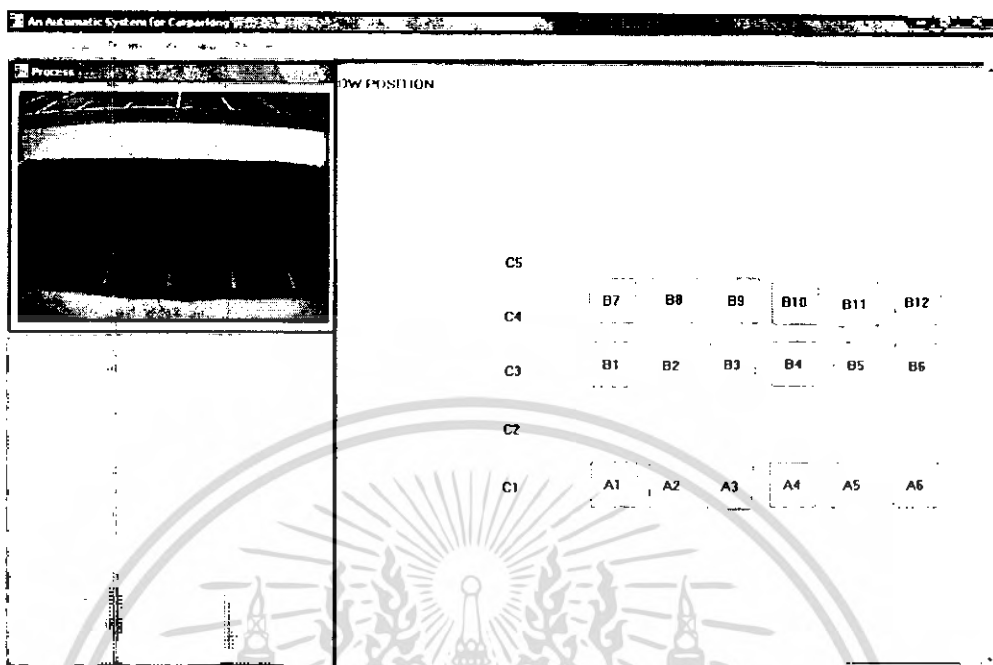 An Automatic System for Carparking
Process
OW POSITION
C5
B7 B8 B9 B10 B11 B12
C4
B1 B2 B3 B4 B5 B6
C3
C2
A1 A2 A3 A4 A5 A6
C1